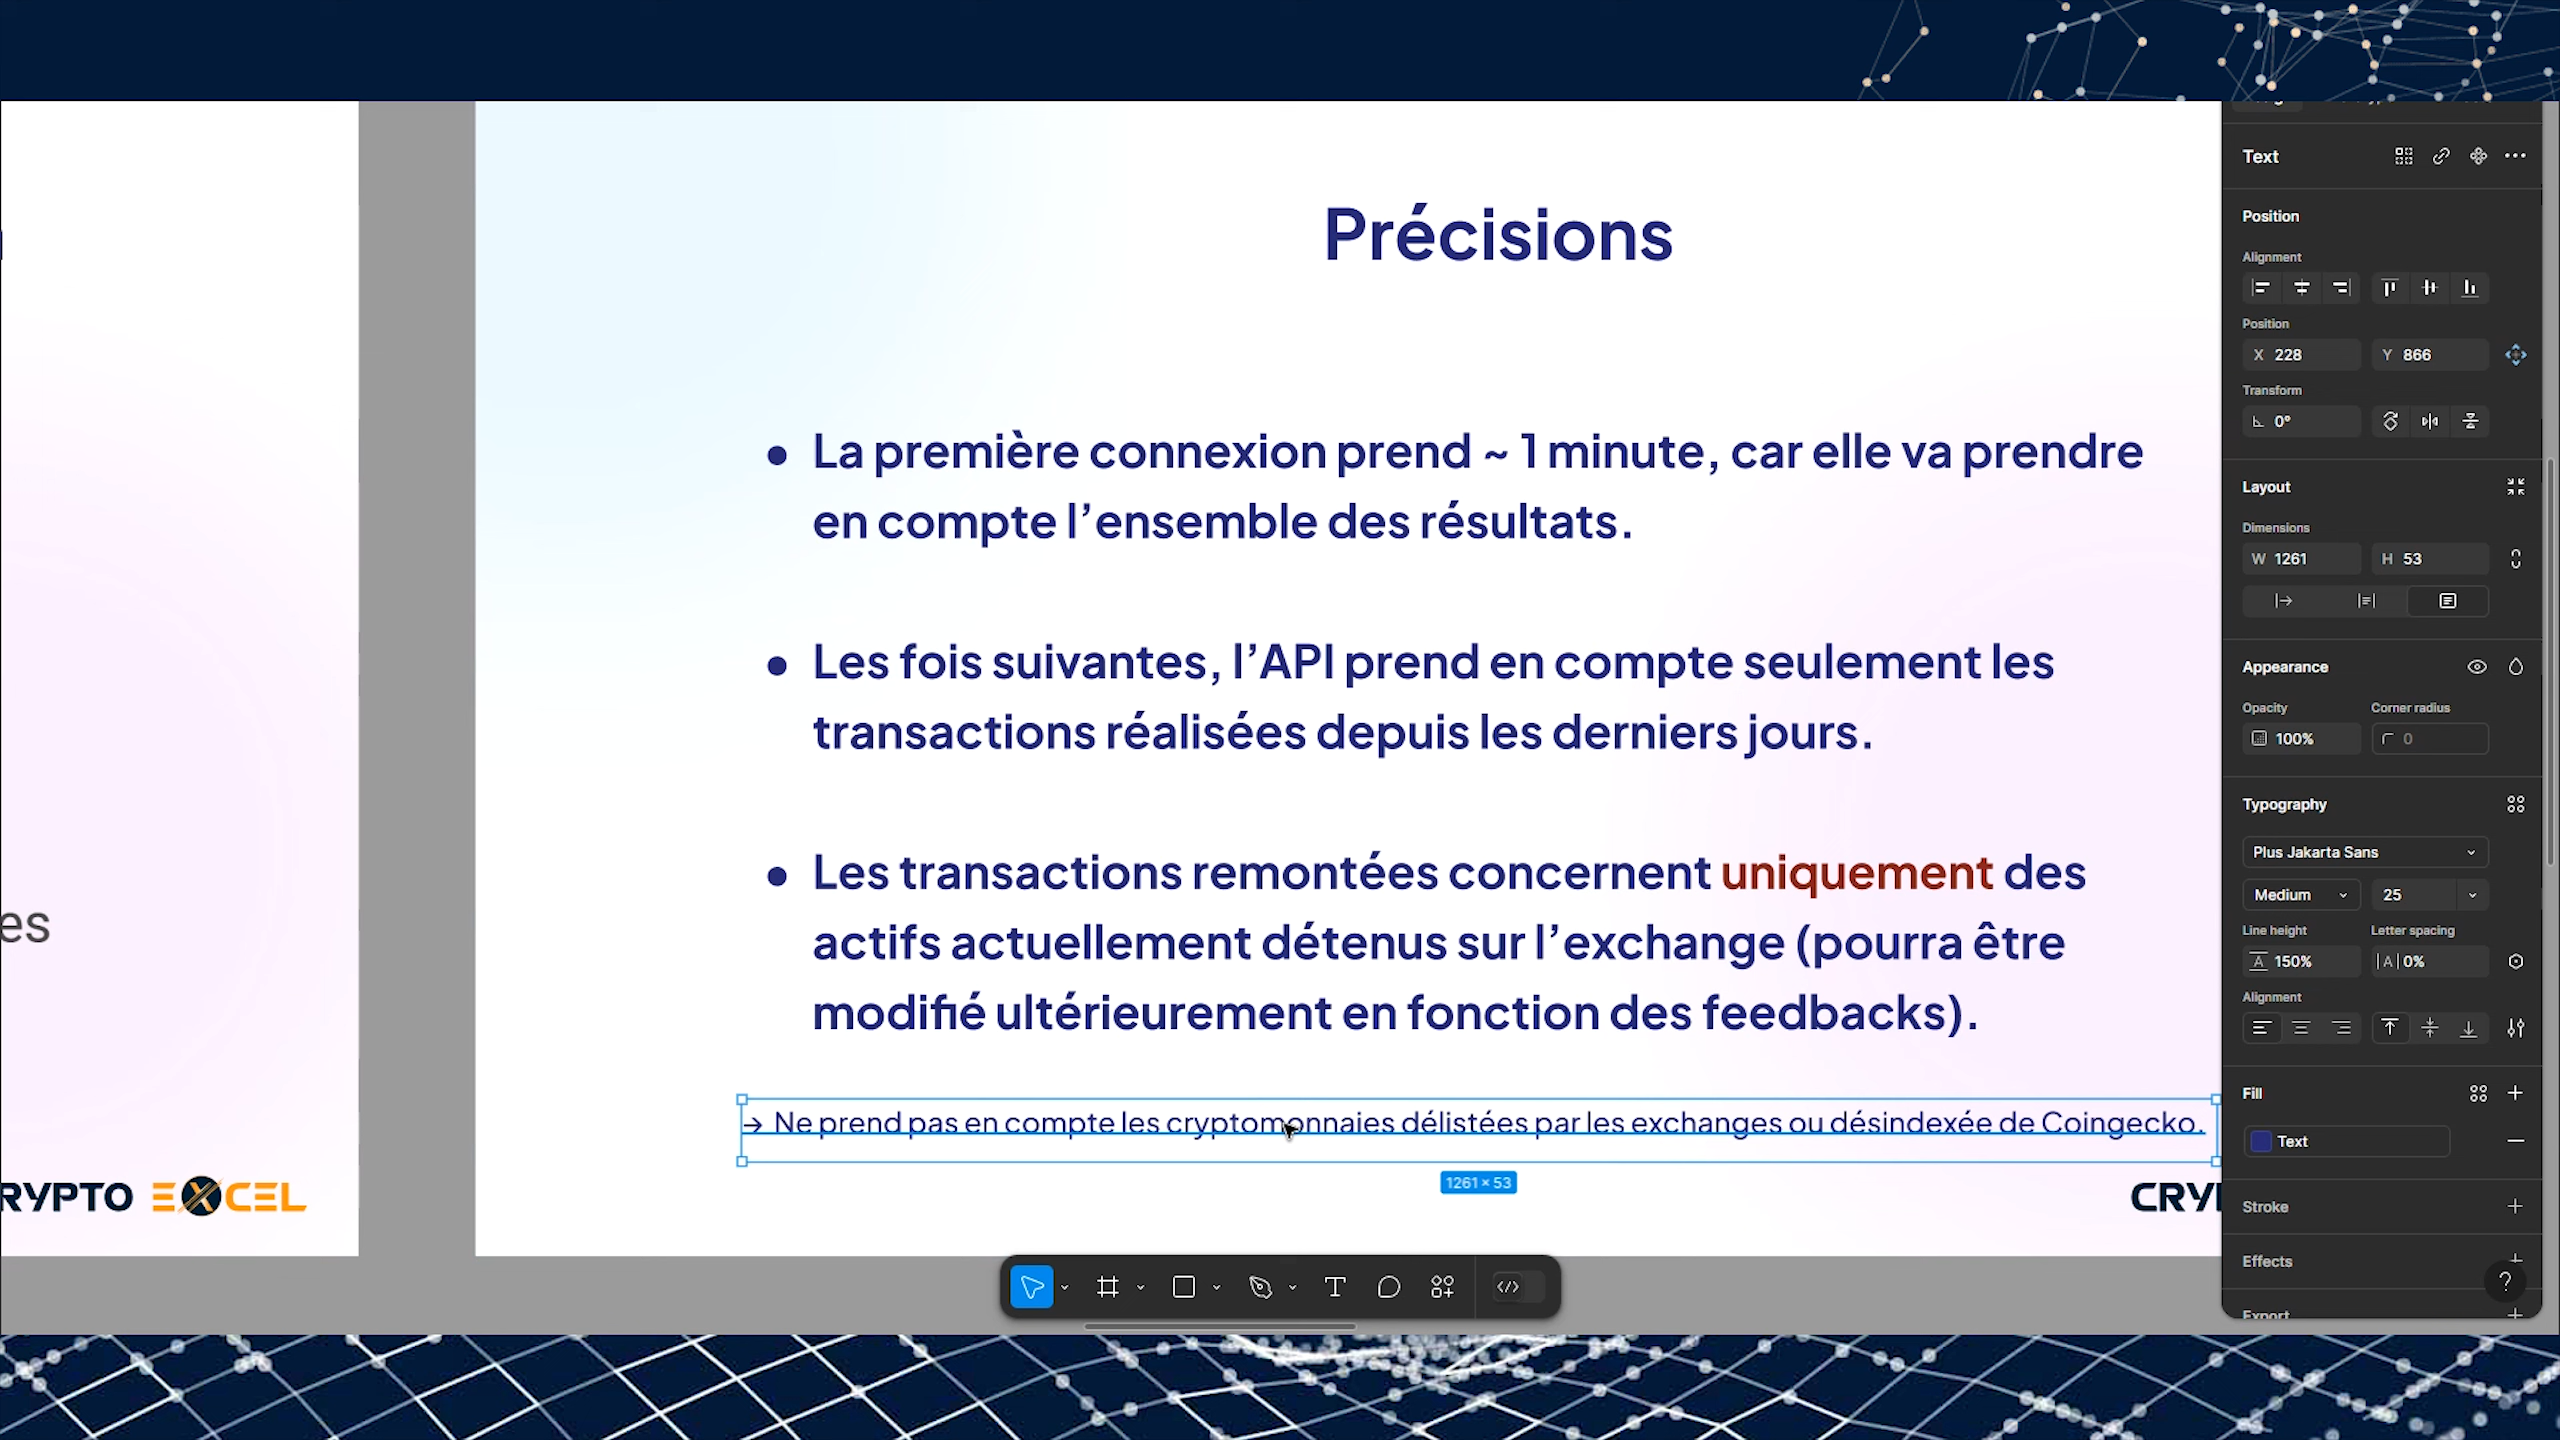 Précisions
La première connexion prend ~ 1 minute, car elle va prendre
en compte l’ensemble des résultats.
Les fois suivantes, l’API prend en compte seulement les
transactions réalisées depuis les derniers jours.
Les transactions remontées concernent uniquement des
actifs actuellement détenus sur l’exchange (pourra être
modifié ultérieurement en fonction des feedbacks).
→ Ne prend pas en compte les cryptomonnaies délistées par les exchanges ou désindexée de Coingecko.
1261 × 53
es
RYPTO EXCEL
CRYP
Text
Position
Alignment
Position
X 228
Y 866
Transform
0°
Layout
Dimensions
W 1261
H 53
Appearance
Opacity
Corner radius
100%
0
Typography
Plus Jakarta Sans
Medium
25
Line height
Letter spacing
150%
0%
Alignment
Fill
Text
Stroke
Effects
Export